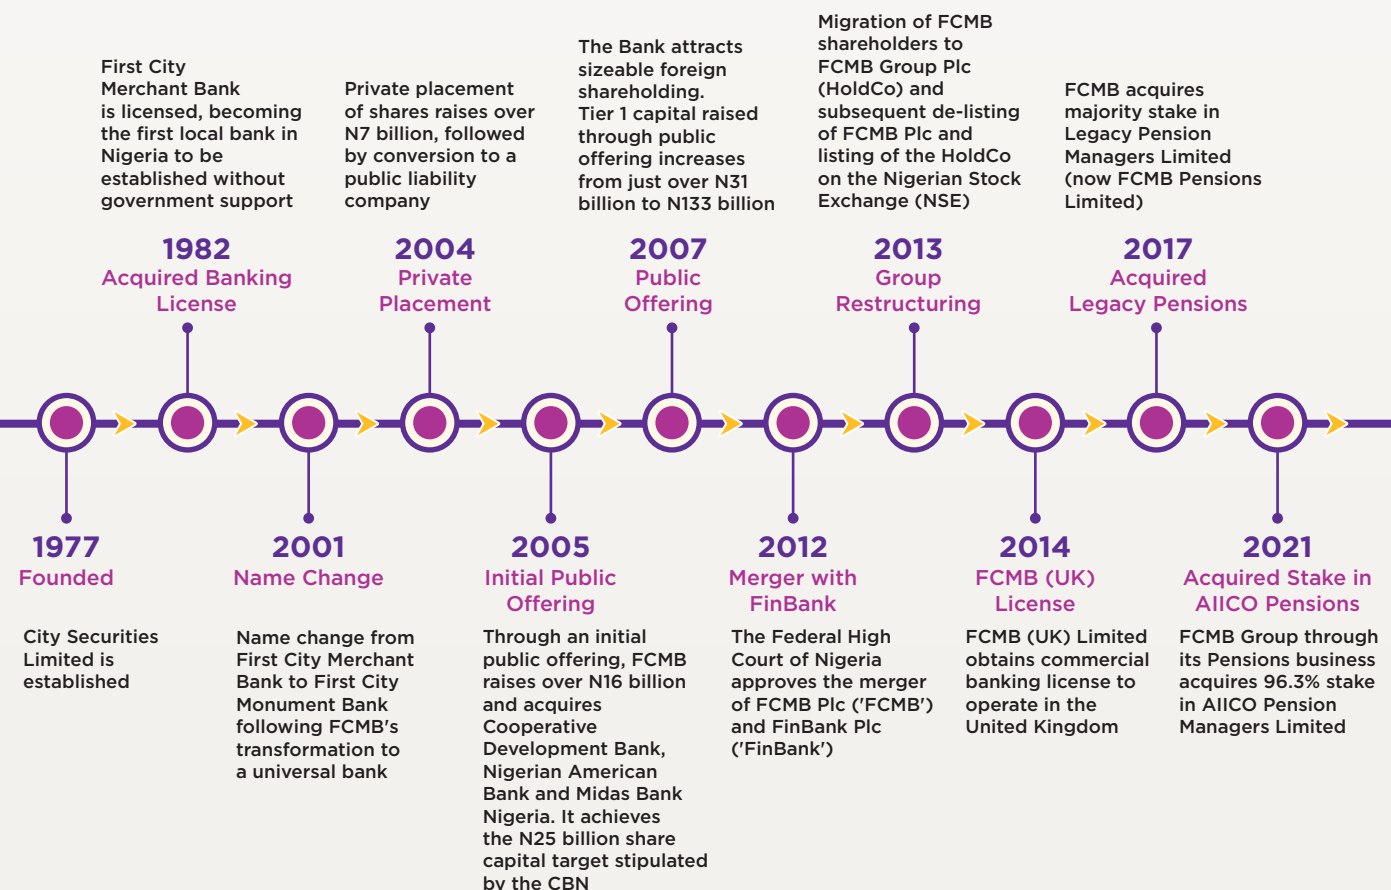 First City
Merchant Bank
is licensed, becoming
the first local bank in
Nigeria to be
established without
government support
1982
Acquired Banking
License
Private placement
of shares raises over
N7 billion, followed
by conversion to a
public liability
company
2004
Private
Placement
The Bank attracts
sizeable foreign
shareholding.
Tier 1 capital raised
through public
offering increases
from just over N31
billion to N133 billion
2007
Public
Offering
Migration of FCMB
shareholders to
FCMB Group Plc
(HoldCo) and
subsequent de-listing
of FCMB Plc and
listing of the HoldCo
on the Nigerian Stock
Exchange (NSE)
2013
Group
Restructuring
FCMB acquires
majority stake in
Legacy Pension
Managers Limited
(now FCMB Pensions
Limited)
2017
Acquired
Legacy Pensions
1977
Founded
City Securities
Limited is
established
2001
Name Change
Name change from
First City Merchant
Bank to First City
Monument Bank
following FCMB's
transformation to
a universal bank
2005
Initial Public
Offering
Through an initial
public offering, FCMB
raises over N16 billion
and acquires
Cooperative
Development Bank,
Nigerian American
Bank and Midas Bank
Nigeria. It achieves
the N25 billion share
capital target stipulated
by the CBN
2012
Merger with
FinBank
The Federal High
Court of Nigeria
approves the merger
of FCMB Plc ('FCMB')
and FinBank Plc
('FinBank')
2014
FCMB (UK)
License
FCMB (UK) Limited
obtains commercial
banking license to
operate in the
United Kingdom
2021
Acquired Stake in
AIICO Pensions
FCMB Group through
its Pensions business
acquires 96.3% stake
in AIICO Pension
Managers Limited